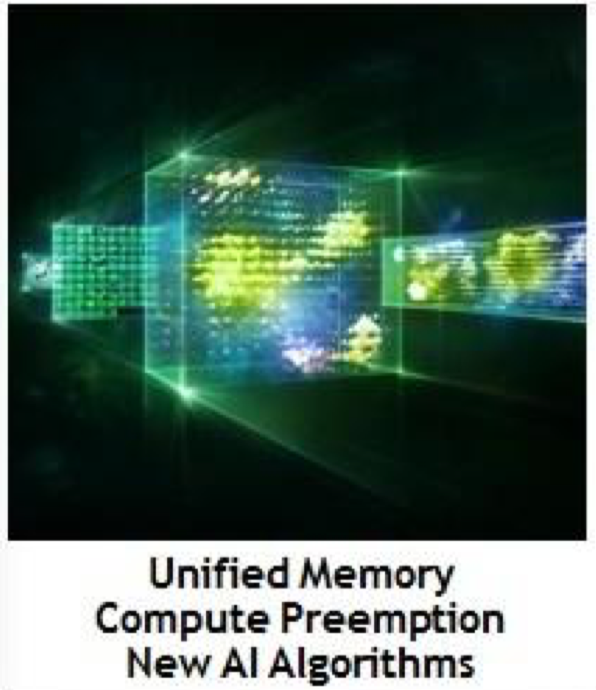 Unified Memory
Compute Preemption
New AI Algorithms